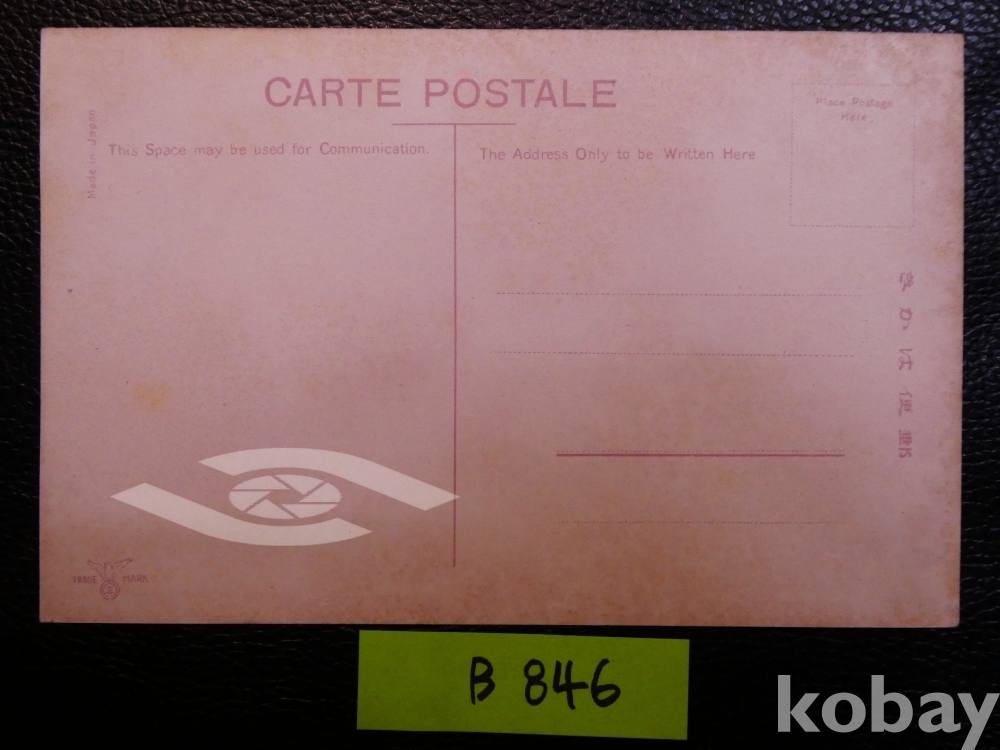 CARTE POSTALE
Made in Japan
This Space may be used for Communication.
The Address Only to be Written Here
Place Postage
Here
きかは便郵
TRADE MARK
B 846
kobay